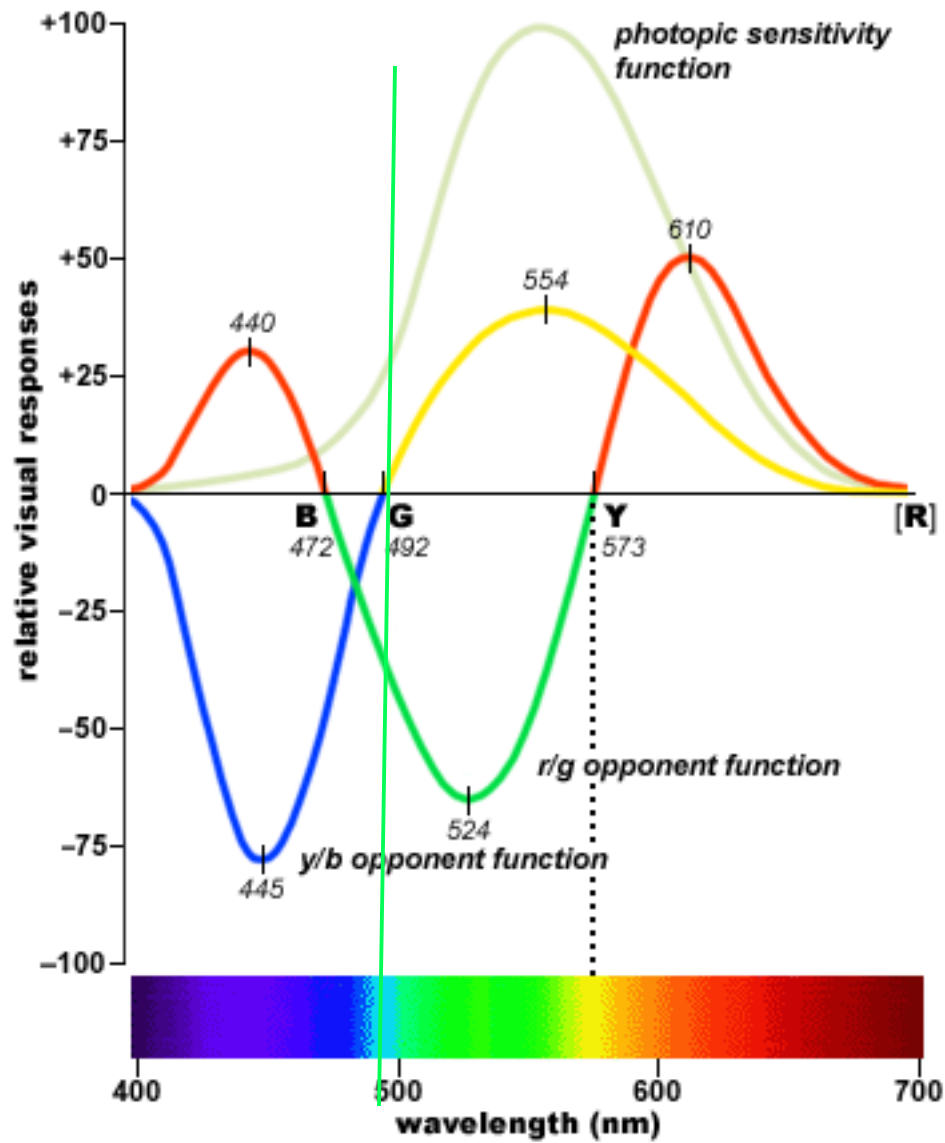 +100
photopic sensitivity
function
+75
610
+50
554
440
+25
relative visual responses
0
B G Y [R]
472 492 573
−25
−50
r/g opponent function
−75
524
y/b opponent function
445
−100
400 500 600 700
wavelength (nm)